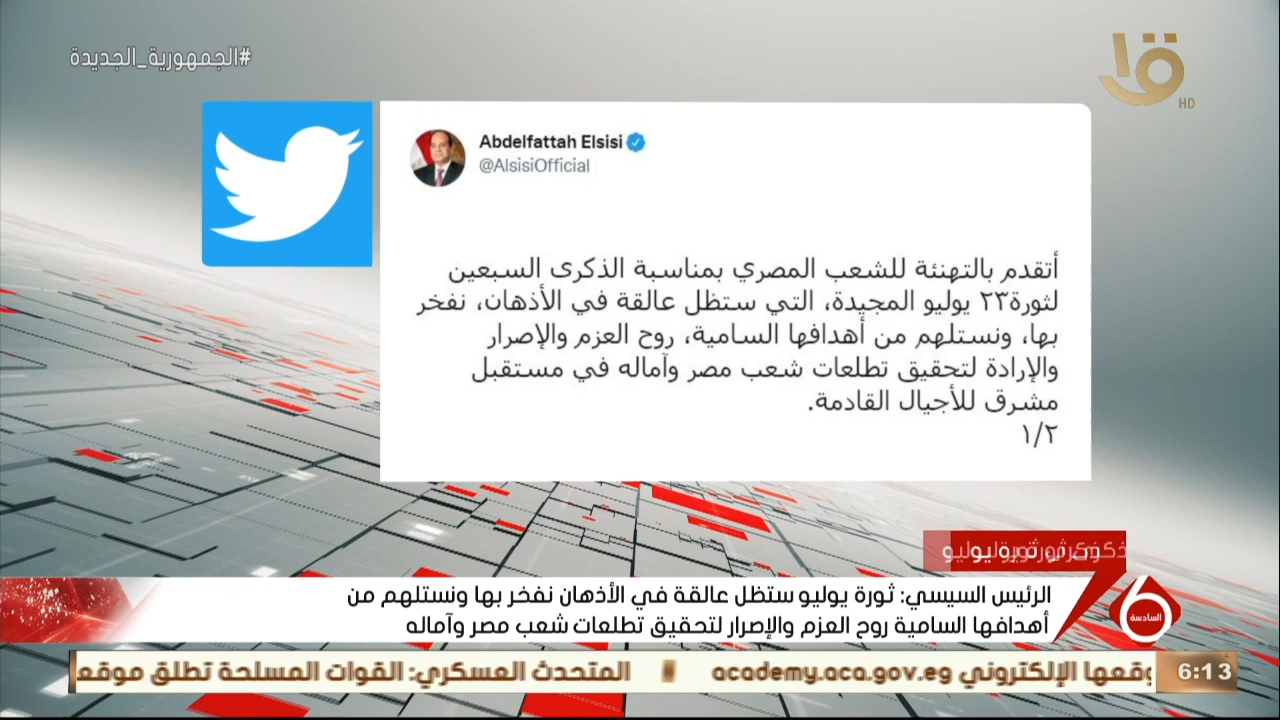 #الجمهورية_الجديدة
HD
Abdelfattah Elsisi
@AlsisiOfficial
أتقدم بالتهنئة للشعب المصري بمناسبة الذكرى السبعين
لثورة٢٣ يوليو المجيدة، التي ستظل عالقة في الأذهان، نفخر
بها، ونستلهم من أهدافها السامية، روح العزم والإصرار
والإرادة لتحقيق تطلعات شعب مصر وآماله في مستقبل
مشرق للأجيال القادمة.
١/٢
الرئيس السيسي: ثورة يوليو ستظل عالقة في الأذهان نفخر بها ونستلهم من
أهدافها السامية روح العزم والإصرار لتحقيق تطلعات شعب مصر وآماله
6
السادسة
6:13 وقعها الإلكتروني academy.aca.gov.eg المتحدث العسكري: القوات المسلحة تطلق موقعه